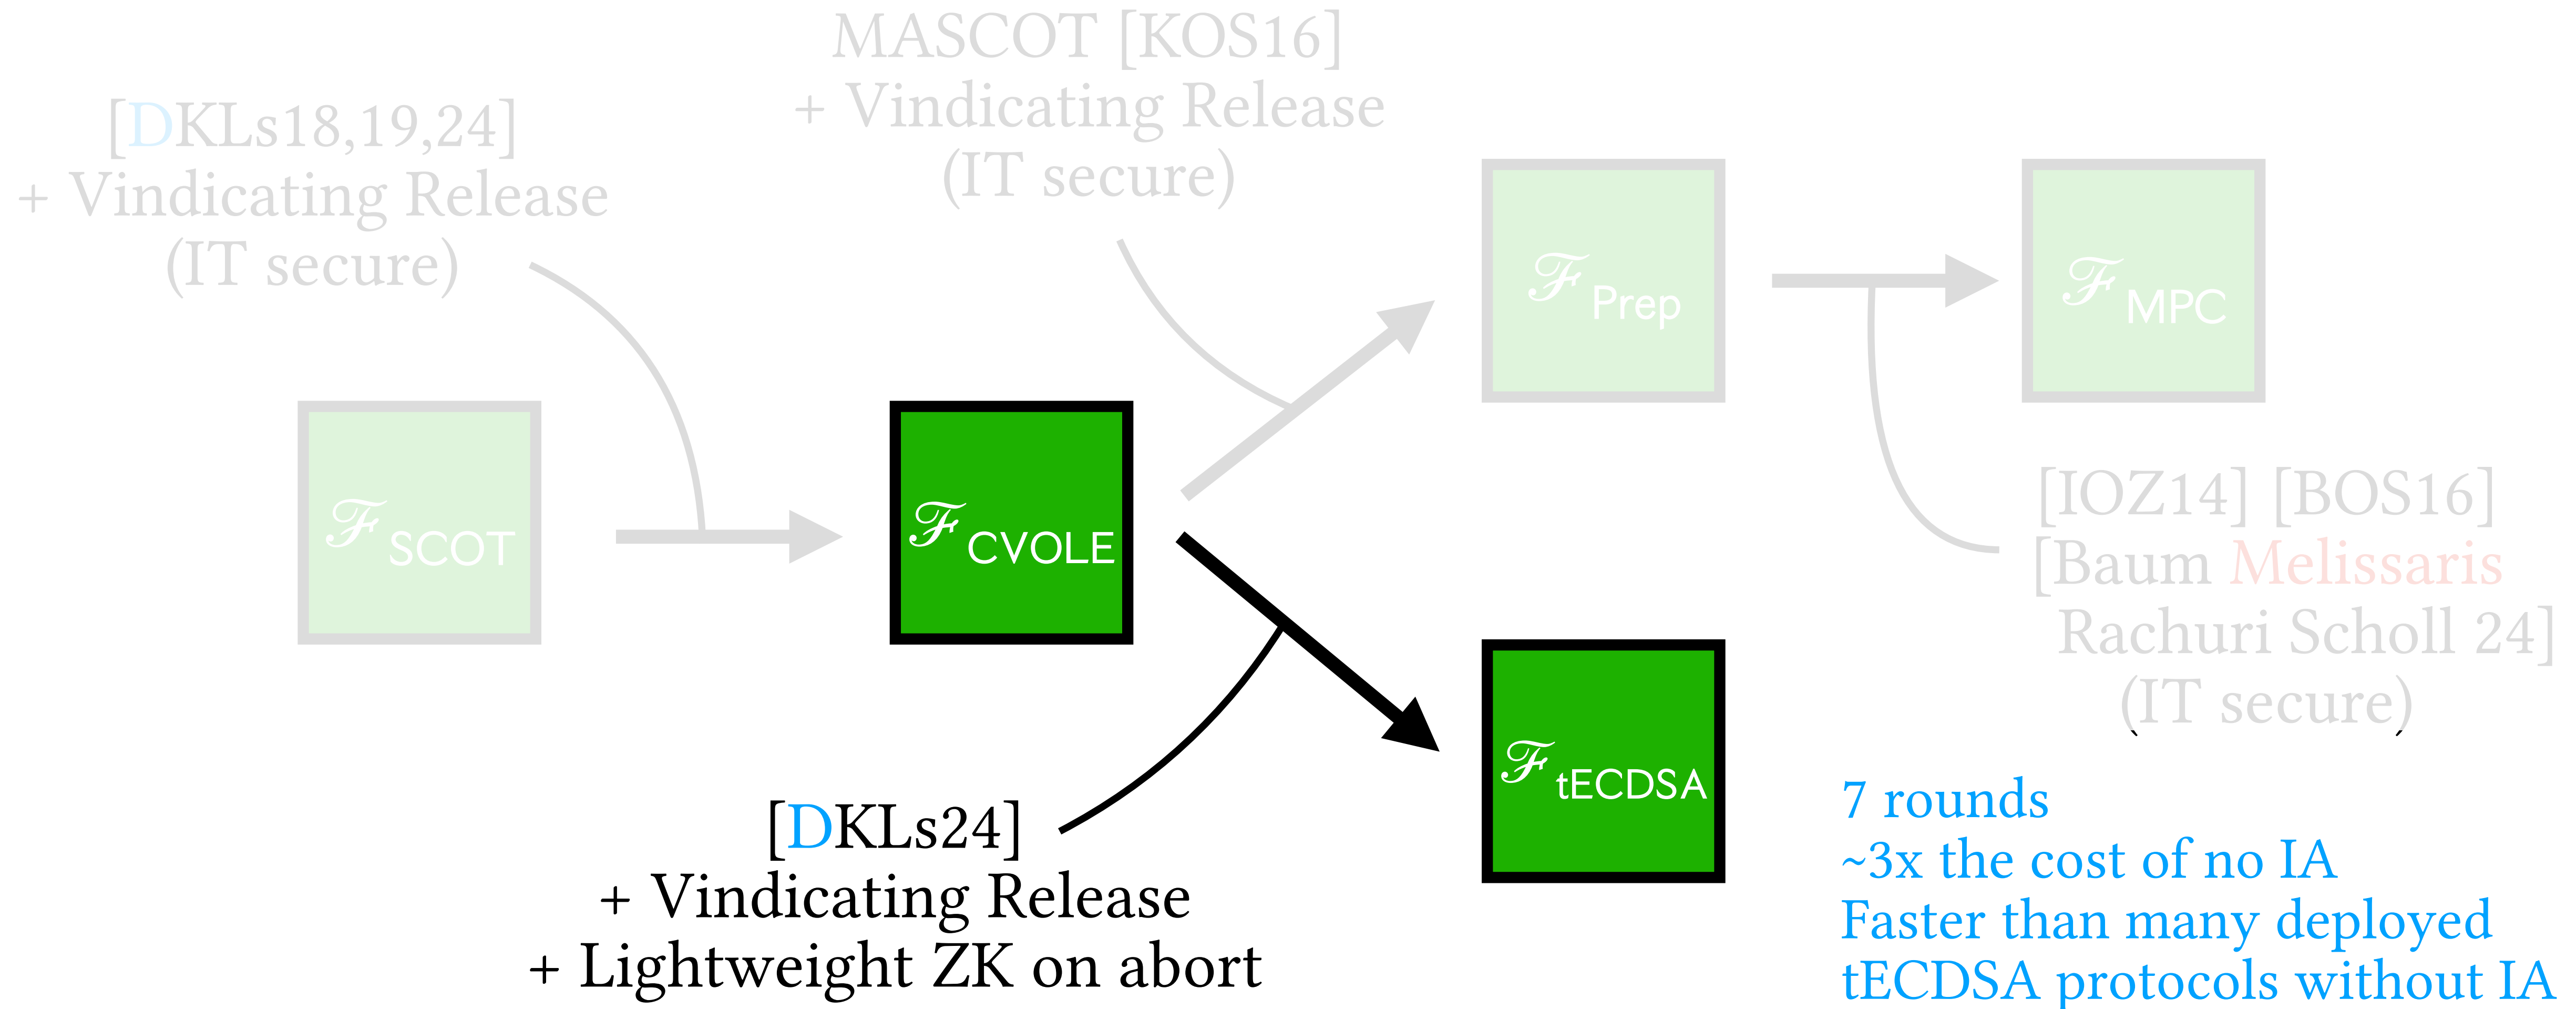 MASCOT [KOS16]
+ Vindicating Release
(IT secure)
[DKLs18,19,24]
+ Vindicating Release
(IT secure)
ℱ Prep
ℱ MPC
ℱ SCOT
ℱ CVOLE
[IOZ14] [BOS16]
[Baum Melissaris
Rachuri Scholl 24]
(IT secure)
ℱ tECDSA
[DKLs24]
+ Vindicating Release
+ Lightweight ZK on abort
7 rounds
~3x the cost of no IA
Faster than many deployed
tECDSA protocols without IA